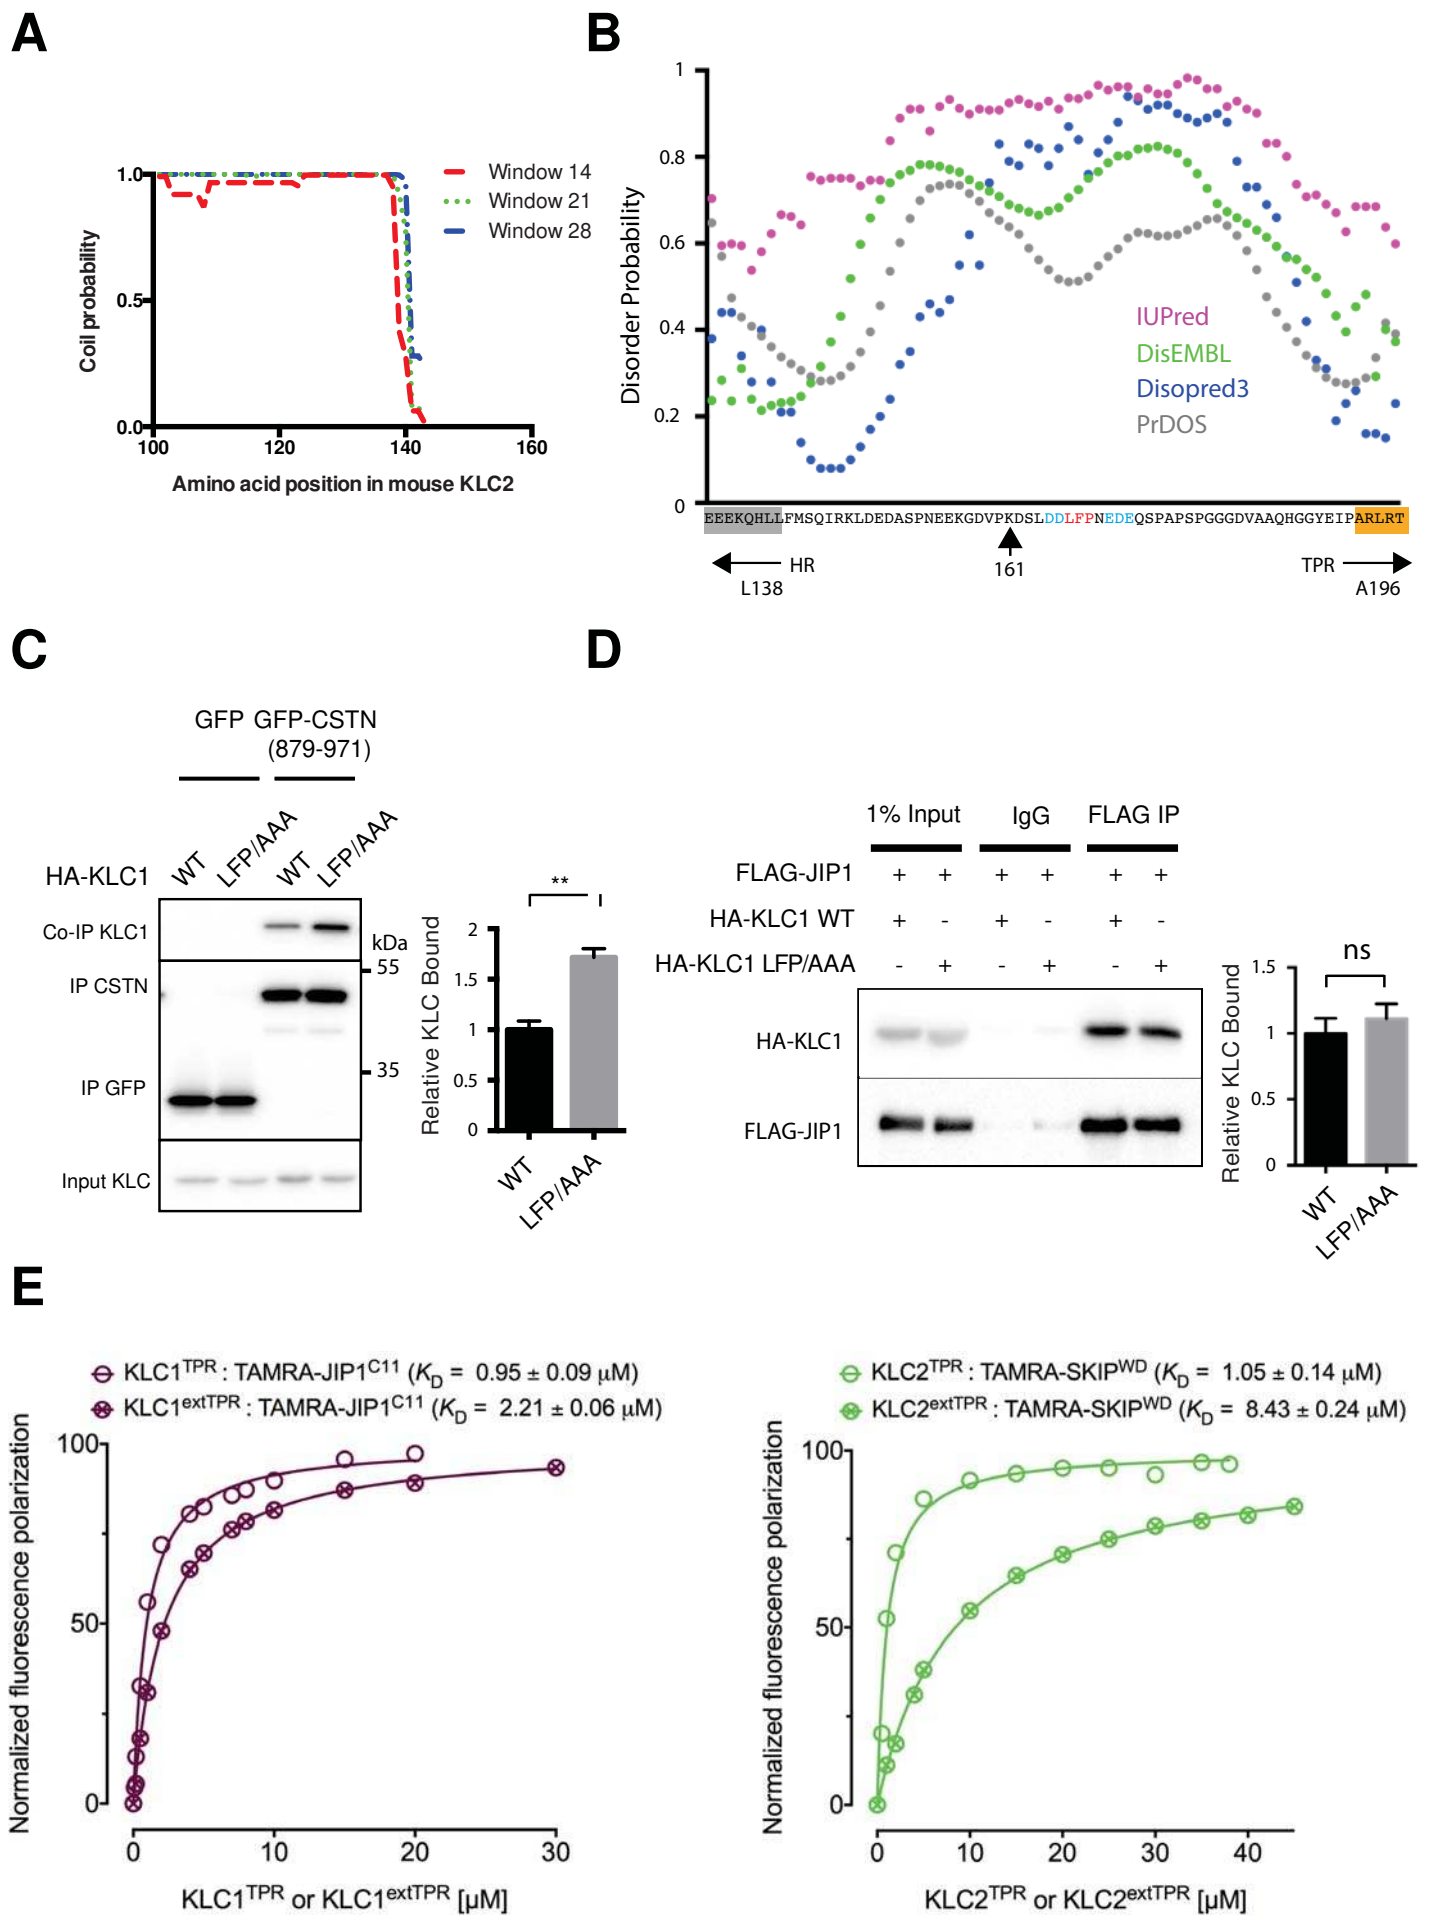 A
1.0
0.5
0.0
100
120
140
160
Coil probability
Amino acid position in mouse KLC2
Window 14
Window 21
Window 28
B
1
0.8
0.6
0.4
0.2
0
Disorder Probability
IUPred
DisEMBL
Disopred3
PrDOS
EEEKQHLLFMSQIRKLDEDASPNEEKGDVPKDSLDDLFPNEDEQSPAPSPGGGDVAAQHGGYEIPARLRT
HR
L138
161
TPR
A196
C
GFP GFP-CSTN
(879-971)
HA-KLC1
WT
LFP/AAA
WT
LFP/AAA
Co-IP KLC1
kDa
55
IP CSTN
35
IP GFP
Input KLC
**
2
1.5
1
0.5
0
Relative KLC Bound
WT
LFP/AAA
D
1% Input IgG FLAG IP
FLAG-JIP1 + + + + + +
HA-KLC1 WT + - + - + -
HA-KLC1 LFP/AAA - + - + - +
HA-KLC1
FLAG-JIP1
ns
1.5
1
0.5
0
Relative KLC Bound
WT
LFP/AAA
E
KLC1TPR : TAMRA-JIP1C11 (KD = 0.95 ± 0.09 µM)
KLC1extTPR : TAMRA-JIP1C11 (KD = 2.21 ± 0.06 µM)
100
50
0
0
10
20
30
Normalized fluorescence polarization
KLC1TPR or KLC1extTPR [µM]
KLC2TPR : TAMRA-SKIPWD (KD = 1.05 ± 0.14 µM)
KLC2extTPR : TAMRA-SKIPWD (KD = 8.43 ± 0.24 µM)
100
50
0
0
10
20
30
40
Normalized fluorescence polarization
KLC2TPR or KLC2extTPR [µM]